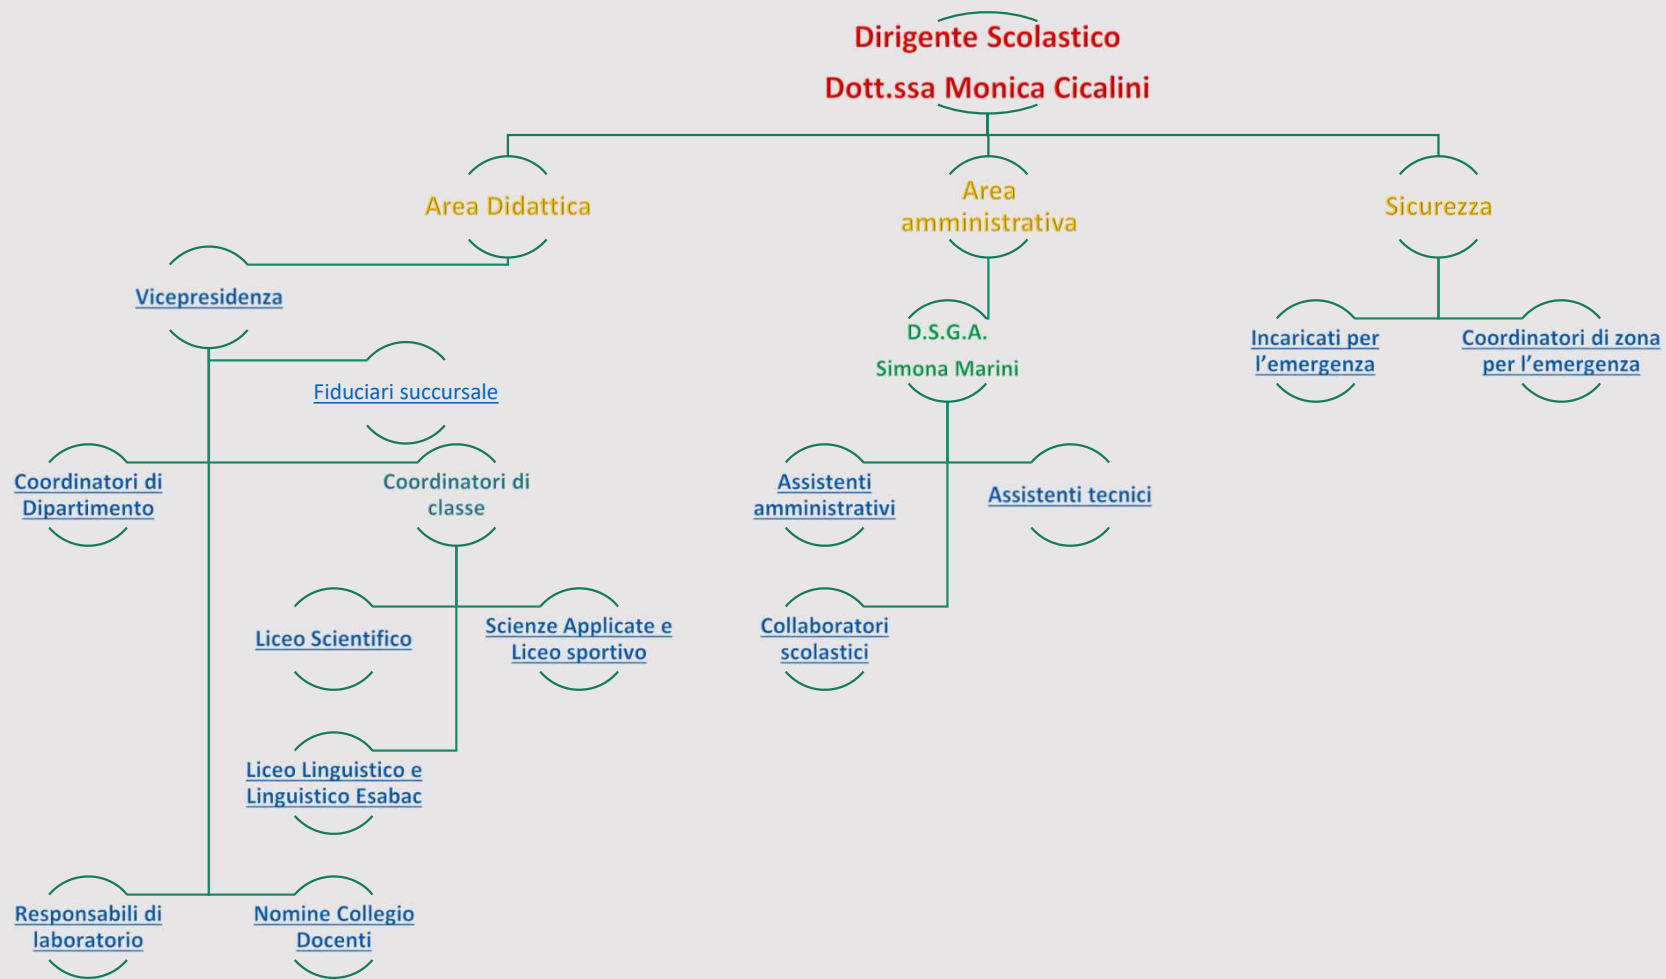 Dirigente Scolastico
Dott.ssa Monica Cicalini
Area Didattica
Area
amministrativa
Sicurezza
Vicepresidenza
D.S.G.A.
Simona Marini
Incaricati per
l’emergenza
Coordinatori di zona
per l’emergenza
Fiduciari succursale
Coordinatori di
Dipartimento
Coordinatori di
classe
Assistenti
amministrativi
Assistenti tecnici
Liceo Scientifico
Scienze Applicate e
Liceo sportivo
Collaboratori
scolastici
Liceo Linguistico e
Linguistico Esabac
Responsabili di
laboratorio
Nomine Collegio
Docenti